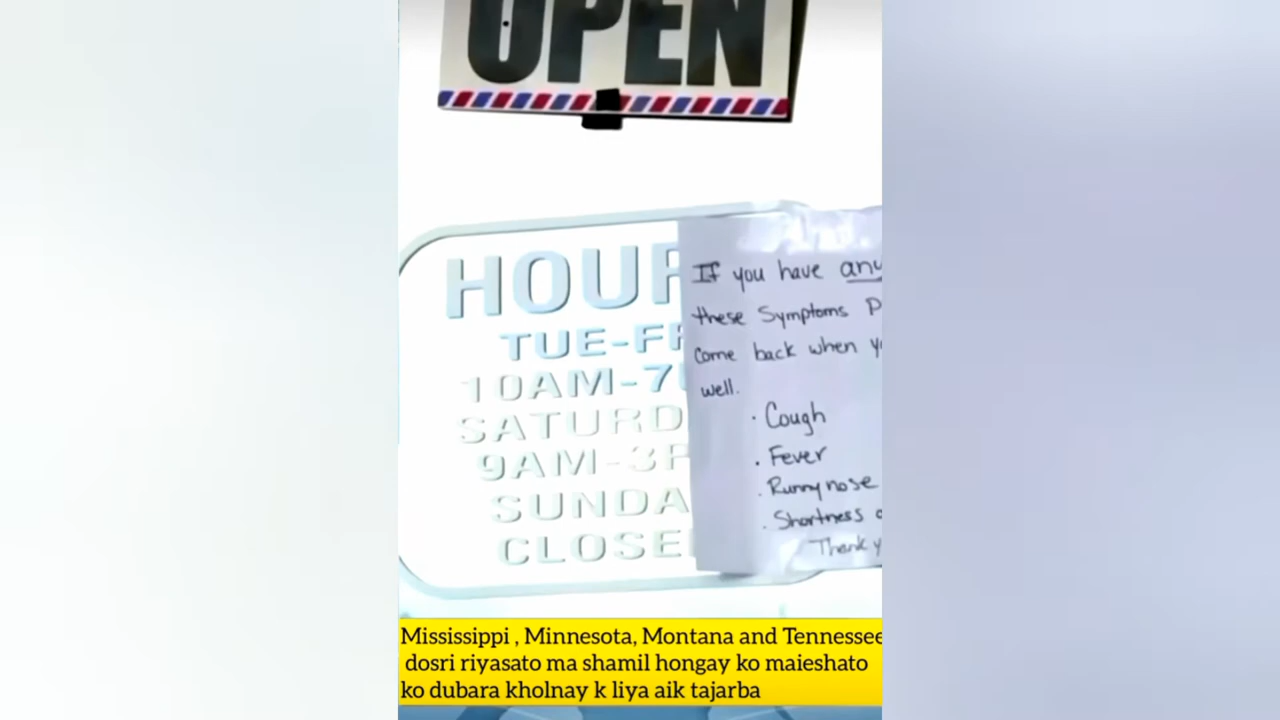 OPEN
HOUR
TUE-FR
10AM-7
SATURD
9AM-3P
SUNDA
CLOSE
If you have any
these Symptoms P
come back when y
well.
· Cough
· Fever
· Runny nose
· Shortness o
Thank y
Mississippi , Minnesota, Montana and Tennessee
dosri riyasato ma shamil hongay ko maieshato
ko dubara kholnay k liya aik tajarba